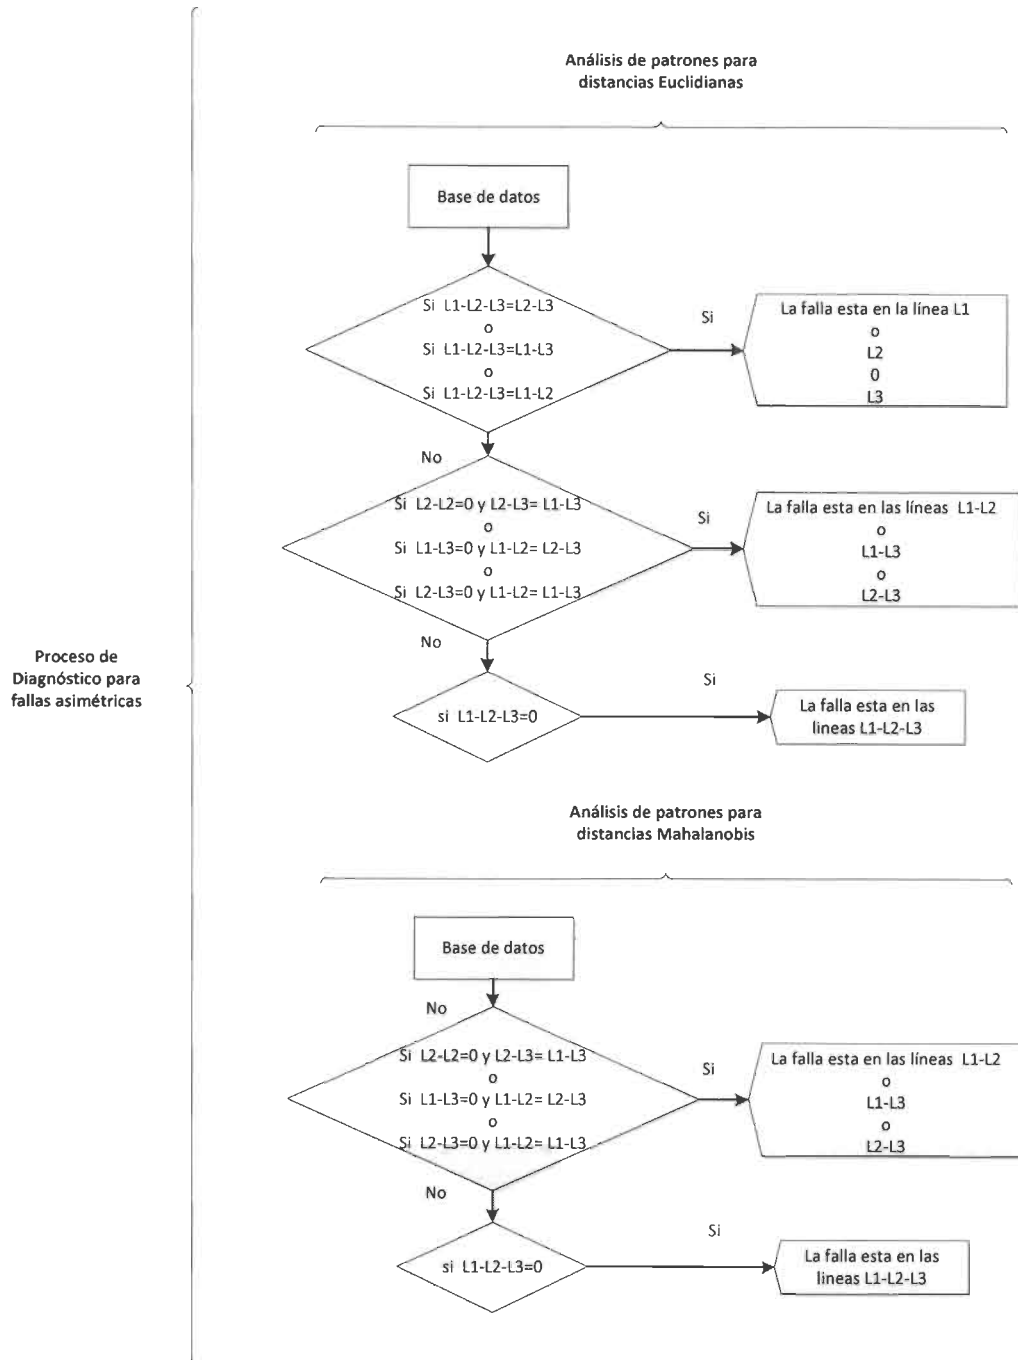 Análisis de patrones para
distancias Euclidianas
Base de datos
Si L1-L2-L3=L2-L3
o
Si L1-L2-L3=L1-L3
o
Si L1-L2-L3=L1-L2
Si
La falla esta en la línea L1
o
L2
0
L3
No
Si L2-L2=0 y L2-L3= L1-L3
o
Si L1-L3=0 y L1-L2= L2-L3
o
Si L2-L3=0 y L1-L2= L1-L3
Si
La falla esta en las líneas L1-L2
o
L1-L3
o
L2-L3
No
Proceso de
Diagnóstico para
fallas asimétricas
si L1-L2-L3=0
Si
La falla esta en las
lineas L1-L2-L3
Análisis de patrones para
distancias Mahalanobis
Base de datos
No
Si L2-L2=0 y L2-L3= L1-L3
o
Si L1-L3=0 y L1-L2= L2-L3
o
Si L2-L3=0 y L1-L2= L1-L3
Si
La falla esta en las líneas L1-L2
o
L1-L3
o
L2-L3
No
si L1-L2-L3=0
Si
La falla esta en las
lineas L1-L2-L3